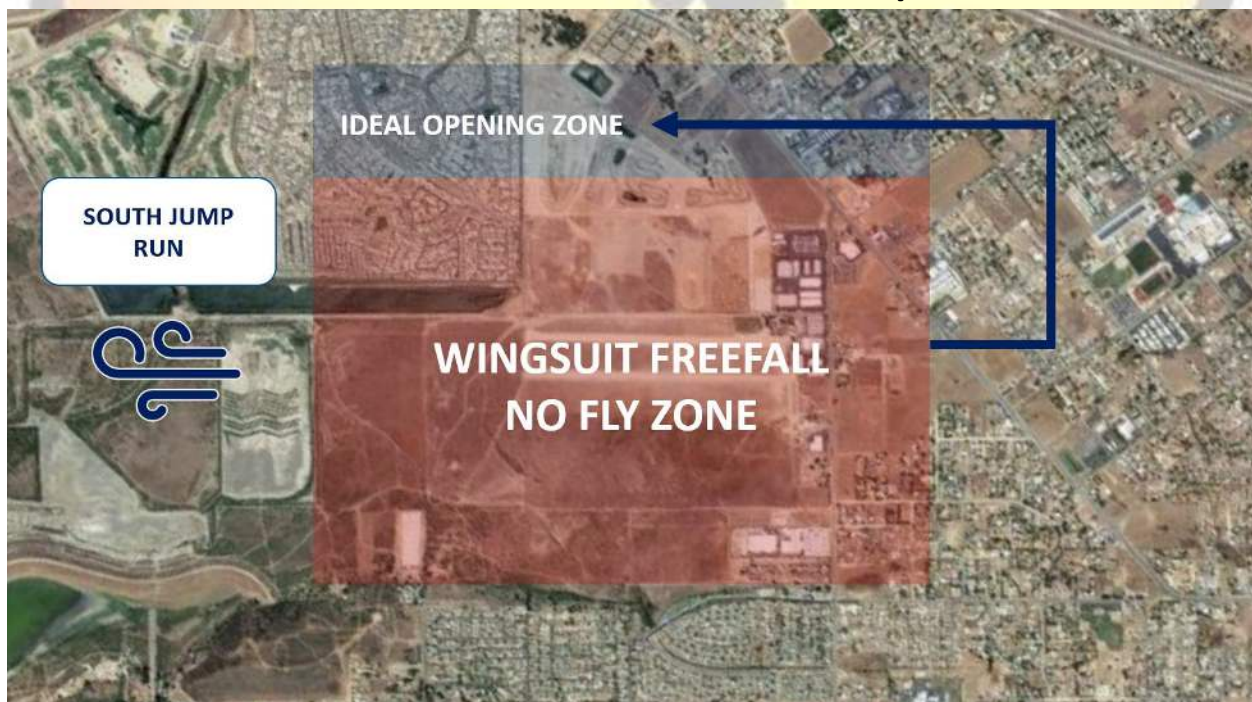 IDEAL OPENING ZONE
SOUTH JUMP
RUN
WINGSUIT FREEFALL
NO FLY ZONE